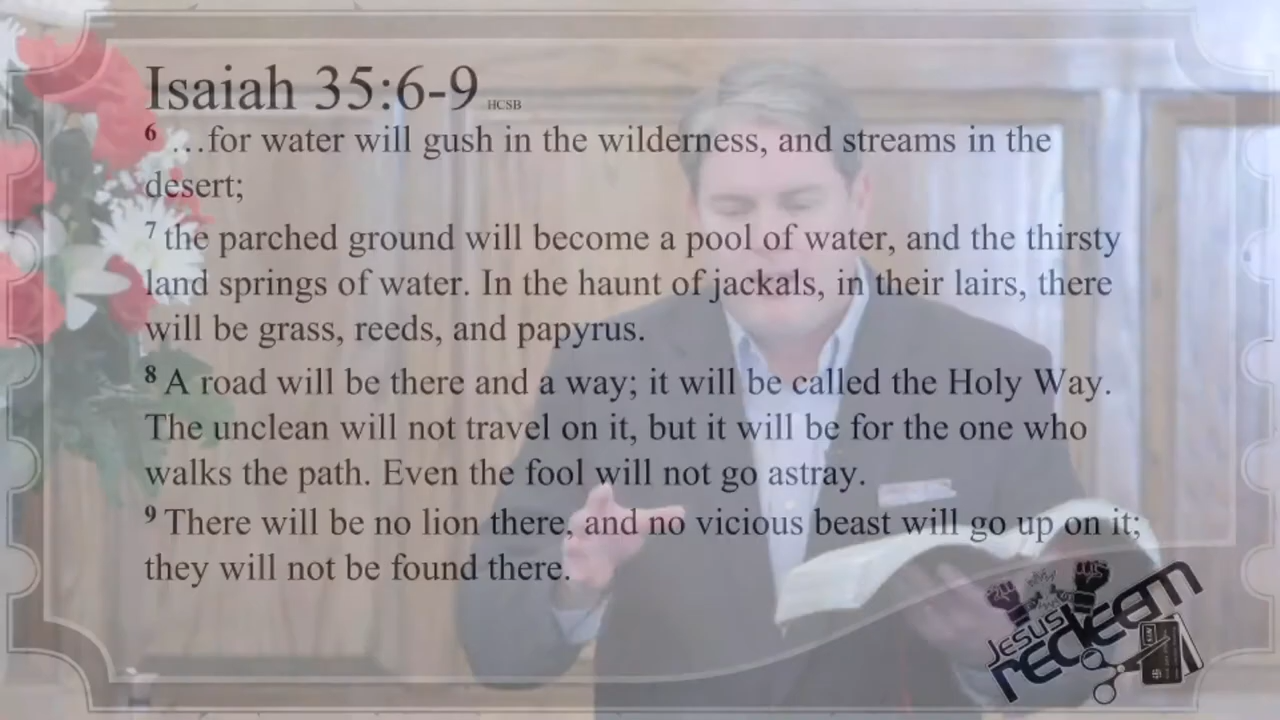 Isaiah 35:6-9 HCSB
6 …for water will gush in the wilderness, and streams in the
desert;
7 the parched ground will become a pool of water, and the thirsty
land springs of water. In the haunt of jackals, in their lairs, there
will be grass, reeds, and papyrus.
8 A road will be there and a way; it will be called the Holy Way.
The unclean will not travel on it, but it will be for the one who
walks the path. Even the fool will not go astray.
9 There will be no lion there, and no vicious beast will go up on it;
they will not be found there.
JESUS
redeem